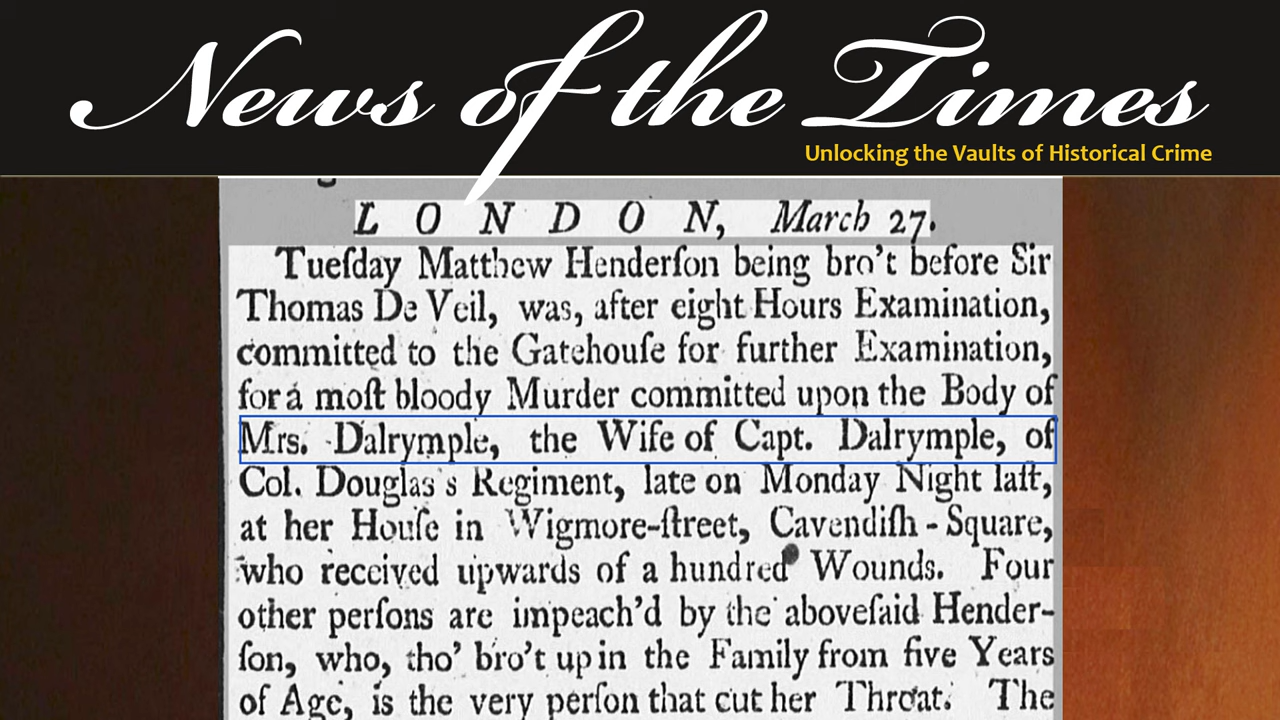 News of the Times
Unlocking the Vaults of Historical Crime
LONDON, March 27.
Tueſday Matthew Henderſon being bro't before Sir
Thomas De Veil, was, after eight Hours Examination,
committed to the Gatehouſe for further Examination,
for a moſt bloody Murder committed upon the Body of
Mrs. Dalrymple, the Wife of Capt. Dalrymple, of
Col. Douglas's Regiment, late on Monday Night laſt,
at her Houſe in Wigmore-ſtreet, Cavendiſh-Square,
who received upwards of a hundred Wounds. Four
other perſons are impeach'd by the aboveſaid Hender-
ſon, who, tho' bro't up in the Family from five Years
of Age, is the very perſon that cut her Throat. The